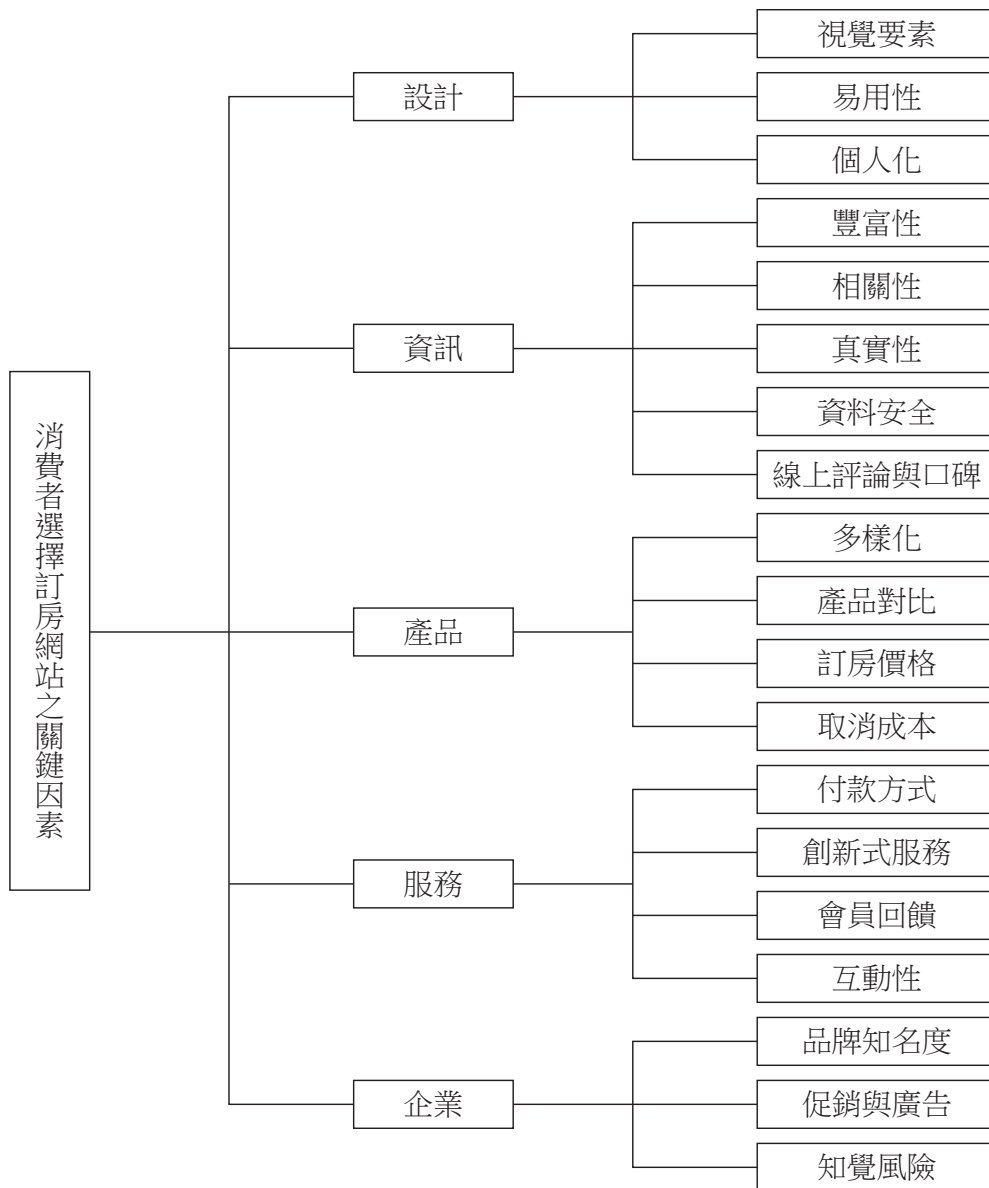 消費者選擇訂房網站之關鍵因素
設計
視覺要素
易用性
個人化
資訊
豐富性
相關性
真實性
資料安全
線上評論與口碑
產品
多樣化
產品對比
訂房價格
取消成本
服務
付款方式
創新式服務
會員回饋
互動性
企業
品牌知名度
促銷與廣告
知覺風險